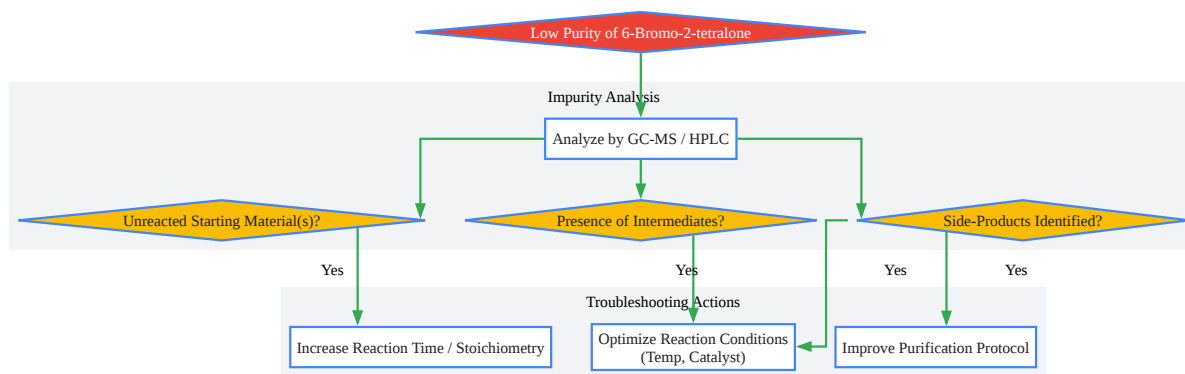 Low Purity of 6-Bromo-2-tetralone
Impurity Analysis
Analyze by GC-MS / HPLC
Unreacted Starting Material(s)?
Presence of Intermediates?
Side-Products Identified?
Yes
Yes
Yes
Yes
Troubleshooting Actions
Increase Reaction Time / Stoichiometry
Optimize Reaction Conditions
(Temp, Catalyst)
Improve Purification Protocol